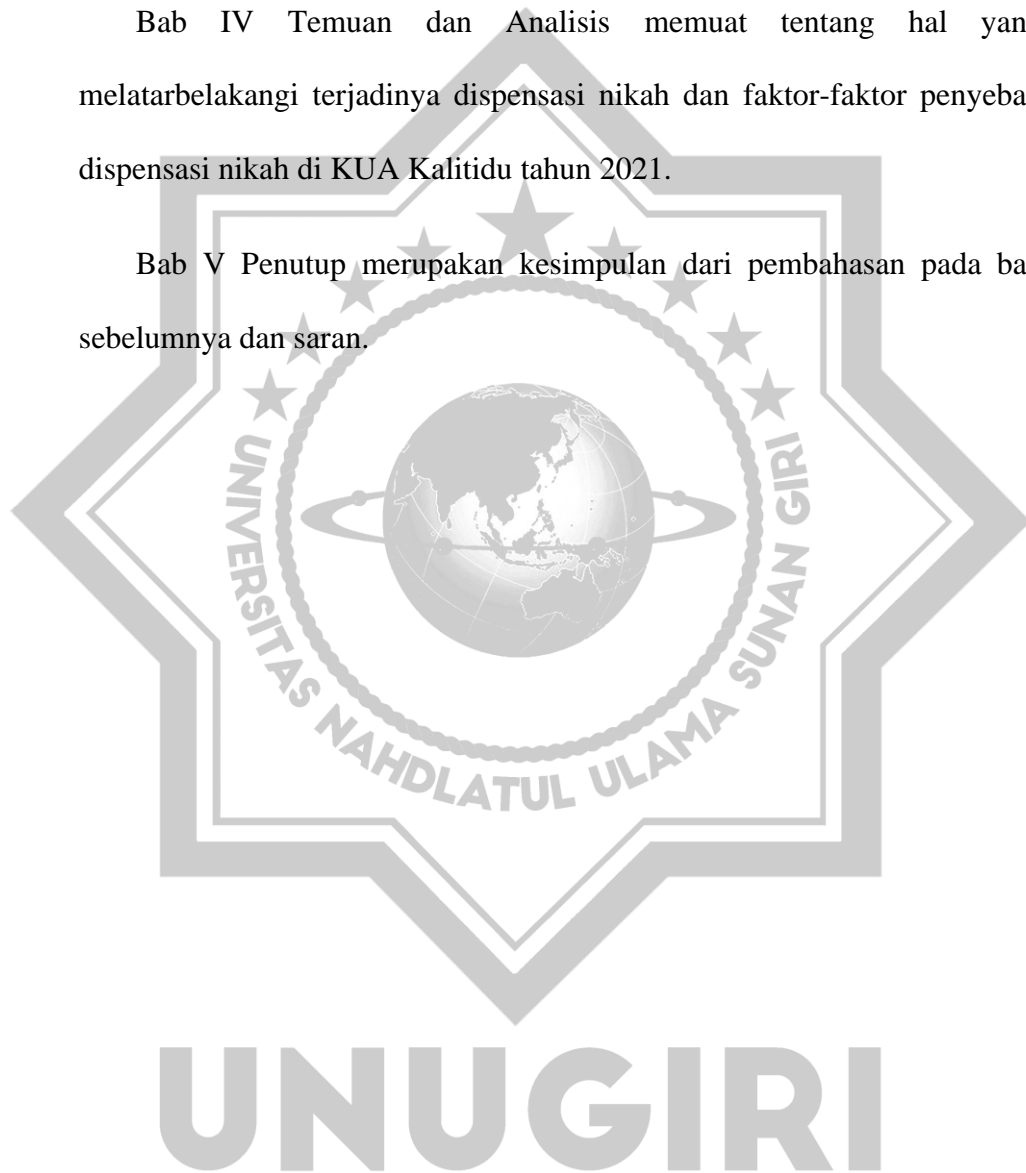 Bab IV Temuan dan Analisis memuat tentang hal yan
melatarbelakangi terjadinya dispensasi nikah dan faktor-faktor penyeba
dispensasi nikah di KUA Kalitidu tahun 2021.
Bab V Penutup merupakan kesimpulan dari pembahasan pada ba
sebelumnya dan saran.
UNIVERSITAS NAHDLATUL ULAMA SUNAN GIRI
UNUGIRI